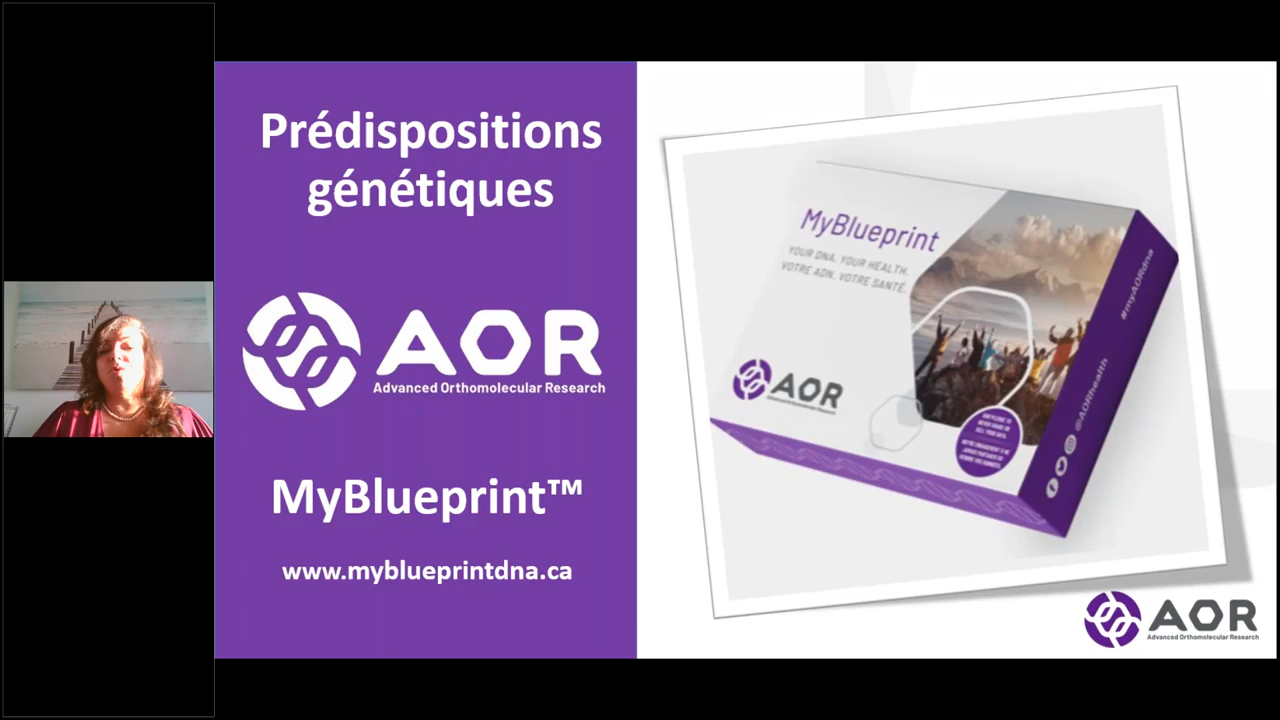 Prédispositions
génétiques
AOR
Advanced Orthomolecular Research
MyBlueprint™
www.myblueprintdna.ca
MyBlueprint
YOUR DNA. YOUR HEALTH.
VOTRE ADN. VOTRE SANTÉ.
AOR
#myAORdna
@AORhealth
AOR
Advanced Orthomolecular Research